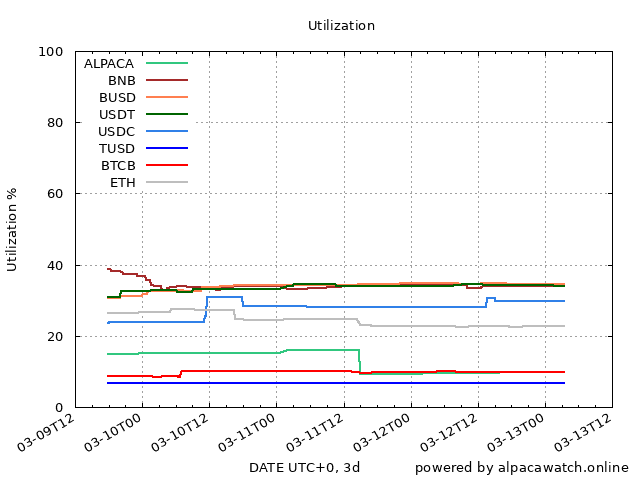 Utilization
100
80
60
40
20
0
Utilization %
ALPACA
BNB
BUSD
USDT
USDC
TUSD
BTCB
ETH
03-09T12
03-10T00
03-10T12
03-11T00
03-11T12
03-12T00
03-12T12
03-13T00
03-13T12
DATE UTC+0, 3d
powered by alpacawatch.online